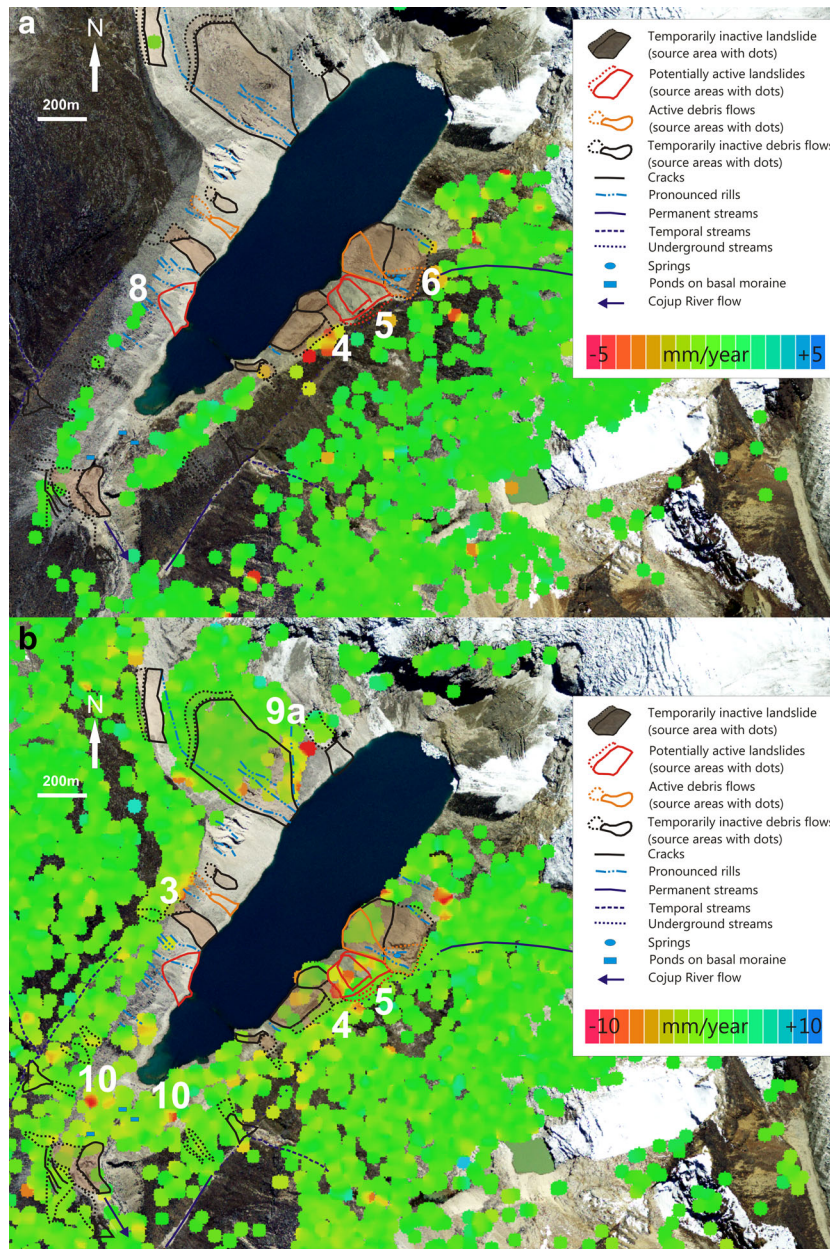 a
N
200m
8
6
5
4
Temporarily inactive landslide
(source area with dots)
Potentially active landslides
(source areas with dots)
Active debris flows
(source areas with dots)
Temporarily inactive debris flows
(source areas with dots)
Cracks
Pronounced rills
Permanent streams
Temporal streams
Underground streams
Springs
Ponds on basal moraine
Cojup River flow
-5 mm/year +5
b
N
200m
9a
3
5
4
10
10
Temporarily inactive landslide
(source area with dots)
Potentially active landslides
(source areas with dots)
Active debris flows
(source areas with dots)
Temporarily inactive debris flows
(source areas with dots)
Cracks
Pronounced rills
Permanent streams
Temporal streams
Underground streams
Springs
Ponds on basal moraine
Cojup River flow
-10 mm/year +10